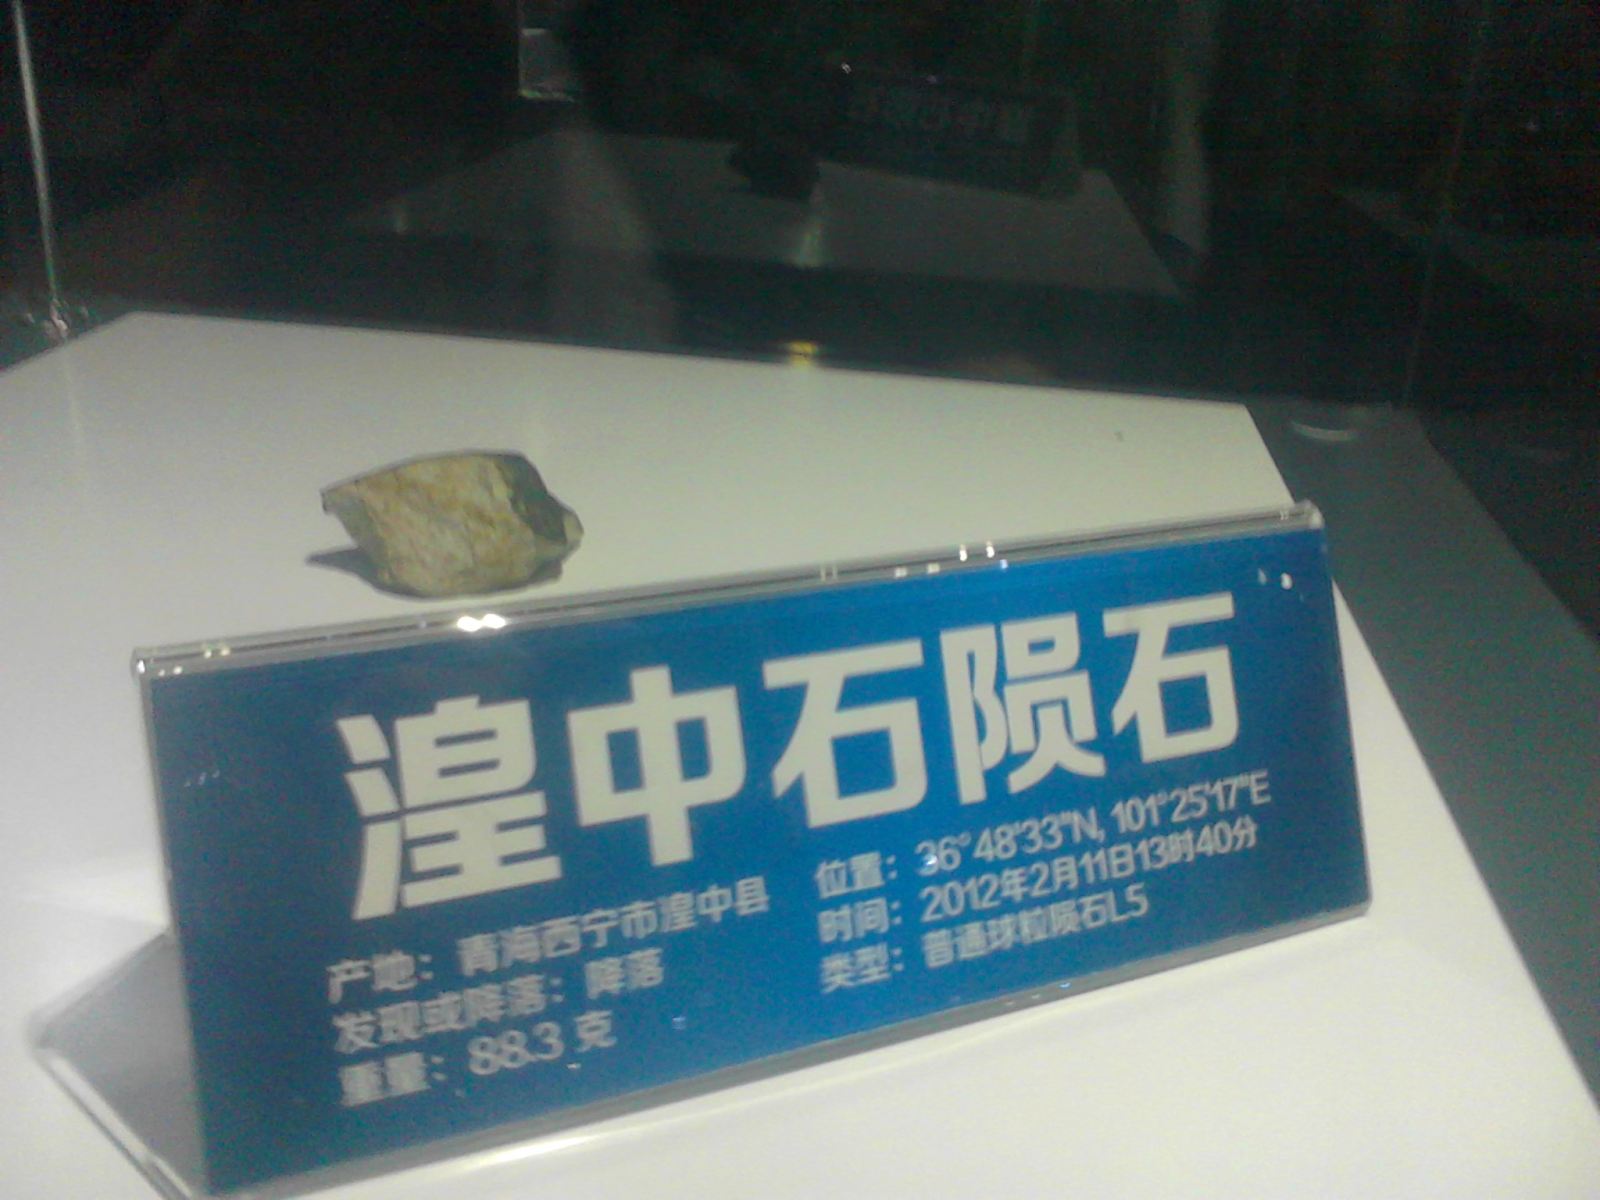 湟中石陨石
产地：青海西宁市湟中县
发现或降落：降落
重量：88.3 克
位置：36°48'33"N, 101°25'17"E
时间：2012年2月11日13时40分
类型：普通球粒陨石L5